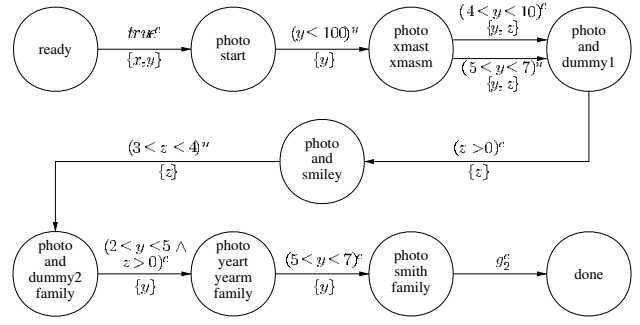 ready
true^c
{x,y}
photo
start
(y < 100)^u
{y}
photo
xmast
xmasm
(4 < y < 10)^c
{y, z}
(5 < y < 7)^u
{y, z}
photo
and
dummy1
(z > 0)^c
{z}
photo
and
smiley
(3 < z < 4)^u
{z}
photo
and
dummy2
family
(2 < y < 5 ∧
z > 0)^c
{y}
photo
yeart
yearm
family
(5 < y < 7)^c
{y}
photo
smith
family
g_2^c
done